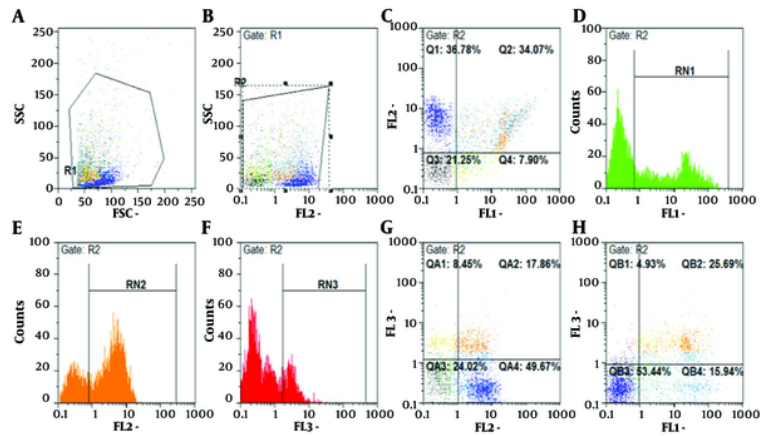 A
250
200
150
100
50
0
SSC
R1
0 50 100 150 200 250
FSC -
B
Gate: R1
250
200
150
100
50
0
SSC
R2
0.1 1 10 100 1000
FL2 -
C
Gate: R2
Q1: 36.78% Q2: 34.07%
1000
100
10
1
0.1
FL2 -
Q3: 21.25% Q4: 7.90%
0.1 1 10 100 1000
FL1 -
D
Gate: R2
100
80
60
40
20
0
Counts
RN1
0.1 1 10 100 1000
FL1 -
E
Gate: R2
100
80
60
40
20
0
Counts
RN2
0.1 1 10 100 1000
FL2 -
F
Gate: R2
100
80
60
40
20
0
Counts
RN3
0.1 1 10 100 1000
FL3 -
G
Gate: R2
QA1: 8.45% QA2: 17.86%
1000
100
10
1
0.1
FL3 -
QA3: 24.02% QA4: 49.67%
0.1 1 10 100 1000
FL2 -
H
Gate: R2
QB1: 4.93% QB2: 25.69%
1000
100
10
1
0.1
FL3 -
QB3: 53.44% QB4: 15.94%
0.1 1 10 100 1000
FL1 -